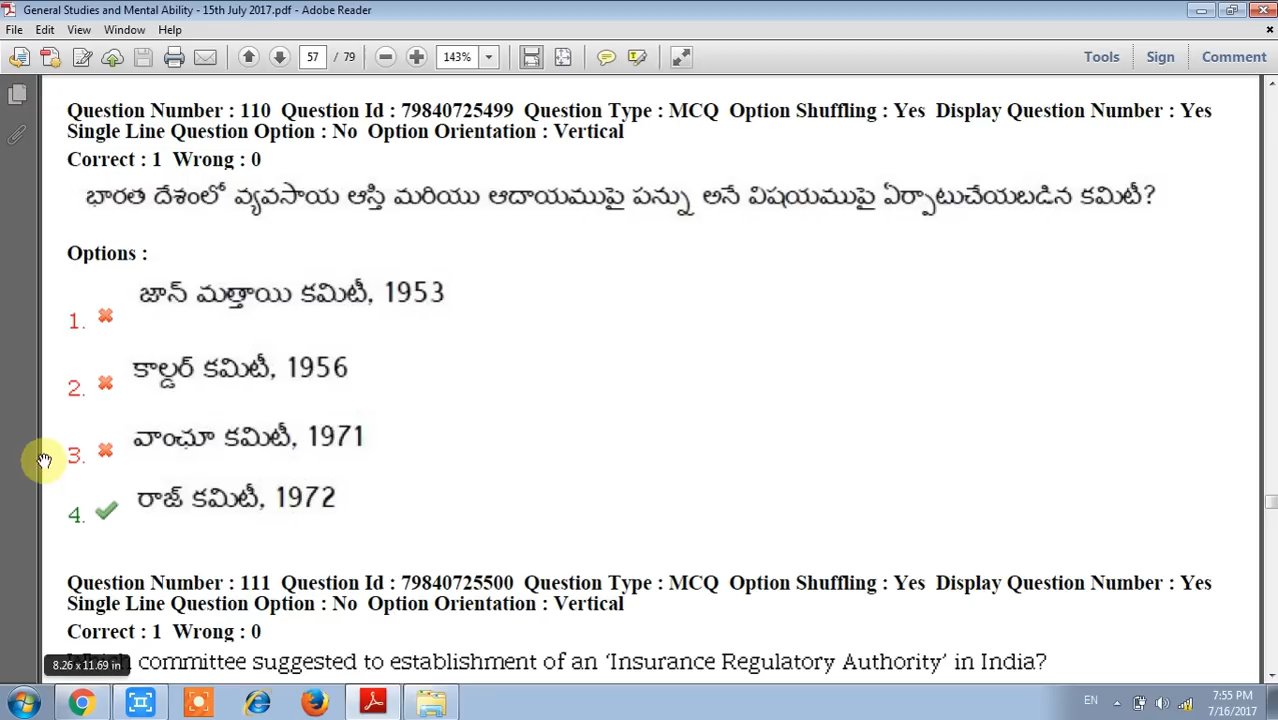 General Studies and Mental Ability - 15th July 2017.pdf - Adobe Reader
File Edit View Window Help
57 / 79 143% Tools Sign Comment
Question Number : 110 Question Id : 79840725499 Question Type : MCQ Option Shuffling : Yes Display Question Number : Yes
Single Line Question Option : No Option Orientation : Vertical
Correct : 1 Wrong : 0
భారత దేశంలో వ్యవసాయ ఆస్తి మరియు ఆదాయముపై పన్ను అనే విషయముపై ఏర్పాటుచేయబడిన కమిటీ?
Options :
1. జాన్ మత్తాయి కమిటీ, 1953
2. కాల్డర్ కమిటీ, 1956
3. వాంఛూ కమిటీ, 1971
4. రాజ్ కమిటీ, 1972
Question Number : 111 Question Id : 79840725500 Question Type : MCQ Option Shuffling : Yes Display Question Number : Yes
Single Line Question Option : No Option Orientation : Vertical
Correct : 1 Wrong : 0
8.26 x 11.69 in
Which committee suggested to establishment of an ‘Insurance Regulatory Authority’ in India?
EN 7:55 PM
7/16/2017